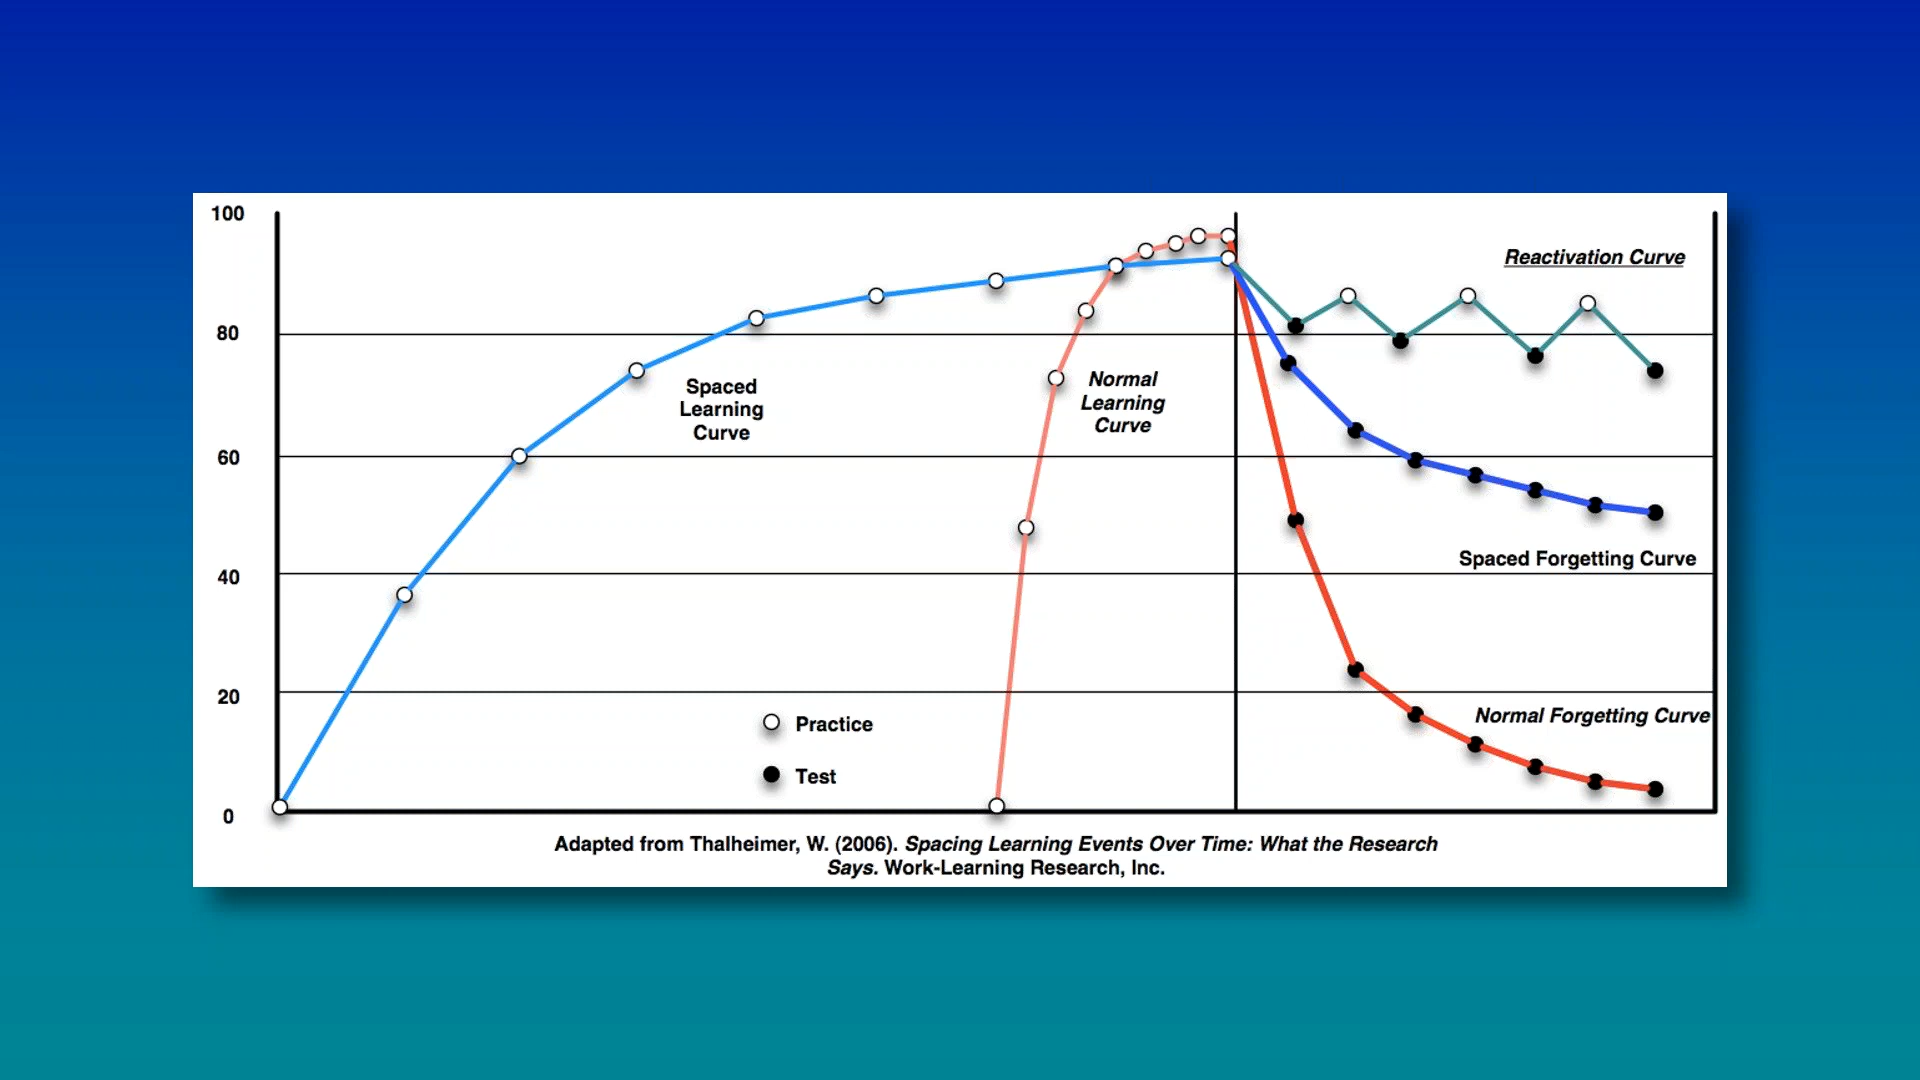 100
Reactivation Curve
80
Spaced
Learning
Curve
Normal
Learning
Curve
60
Spaced Forgetting Curve
40
20
Normal Forgetting Curve
Practice
Test
0
Adapted from Thalheimer, W. (2006). Spacing Learning Events Over Time: What the Research
Says. Work-Learning Research, Inc.